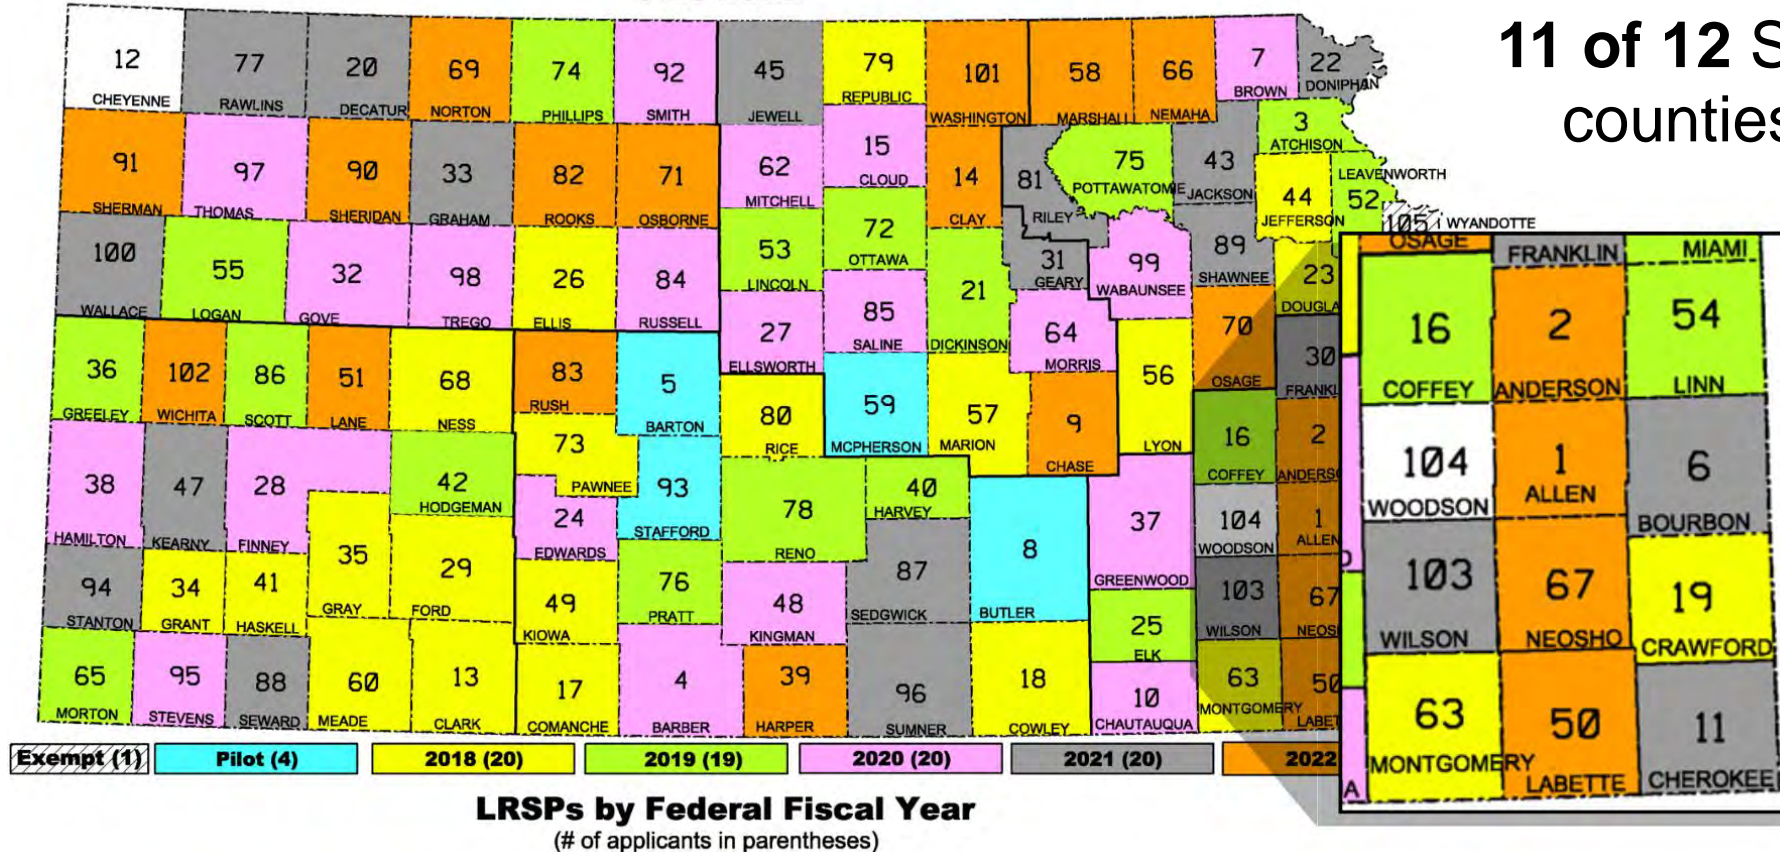 11 of 12 S
counties
12 77 20 69 74 92 45 79 101 58 66 7 22
CHEYENNE RAWLINS DECATUR NORTON PHILLIPS SMITH JEWELL REPUBLIC WASHINGTON MARSHALL NEMAHA BROWN DONIPHAN
91 97 90 33 82 71 62 15 14 81 75 43 3
SHERMAN THOMAS SHERIDAN GRAHAM ROOKS OSBORNE MITCHELL CLOUD CLAY RILEY POTTAWATOMIE JACKSON ATCHISON
44 52 105
JEFFERSON LEAVENWORTH WYANDOTTE
100 55 32 98 26 84 53 72 21 31 99 89 23
WALLACE LOGAN GOVE TREGO ELLIS RUSSELL LINCOLN OTTAWA DICKINSON GEARY WABAUNSEE SHAWNEE DOUGLA
27 85 64 70
ELLSWORTH SALINE MORRIS OSAGE
36 102 86 51 68 83 5 80 59 57 9 56 30
GREELEY WICHITA SCOTT LANE NESS RUSH BARTON RICE MCPHERSON MARION CHASE LYON FRANKL
38 47 28 42 73 93 78 40 16 2
HAMILTON KEARNY FINNEY HODGEMAN PAWNEE STAFFORD RENO HARVEY COFFEY ANDERSO
24 8 37 104 1
EDWARDS BUTLER GREENWOOD WOODSON ALLEN
94 34 41 35 29 49 76 48 87 25 103 67
STANTON GRANT HASKELL GRAY FORD KIOWA PRATT KINGMAN SEDGWICK ELK WILSON NEOS
65 95 88 60 13 17 4 39 96 18 10 63 50
MORTON STEVENS SEWARD MEADE CLARK COMANCHE BARBER HARPER SUMNER COWLEY CHAUTAUQUA MONTGOMERY LABET
OSAGE FRANKLIN MIAMI
16 2 54
COFFEY ANDERSON LINN
104 1 6
WOODSON ALLEN BOURBON
103 67 19
WILSON NEOSHO CRAWFORD
63 50 11
MONTGOMERY LABETTE CHEROKEE
A
Exempt (1) Pilot (4) 2018 (20) 2019 (19) 2020 (20) 2021 (20) 2022
LRSPs by Federal Fiscal Year
(# of applicants in parentheses)